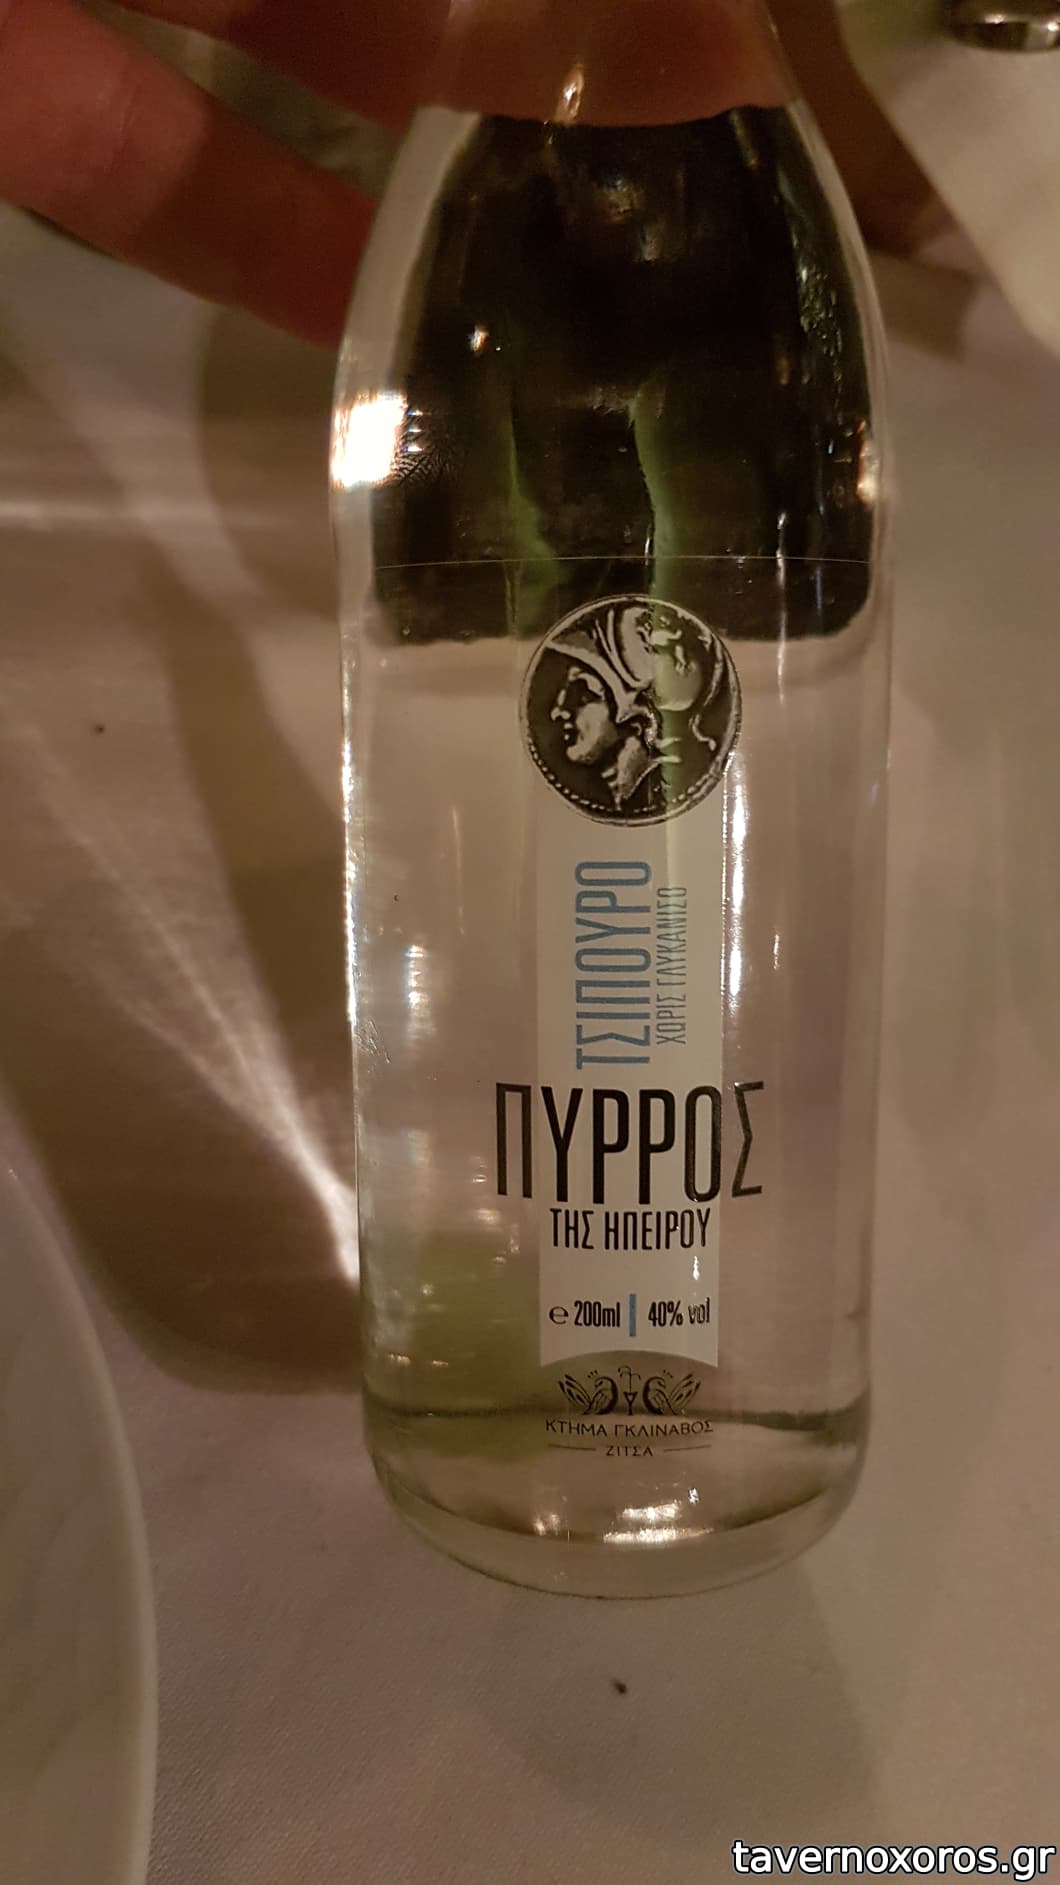 ΤΣΙΠΟΥΡΟ
ΧΩΡΙΣ ΓΛΥΚΑΝΙΣΟ
ΠΥΡΡΟΣ
ΤΗΣ ΗΠΕΙΡΟΥ
℮ 200ml | 40% vol
ΚΤΗΜΑ ΓΚΛΙΝΑΒΟΣ
ΖΙΤΣΑ
tavernoxoros.gr